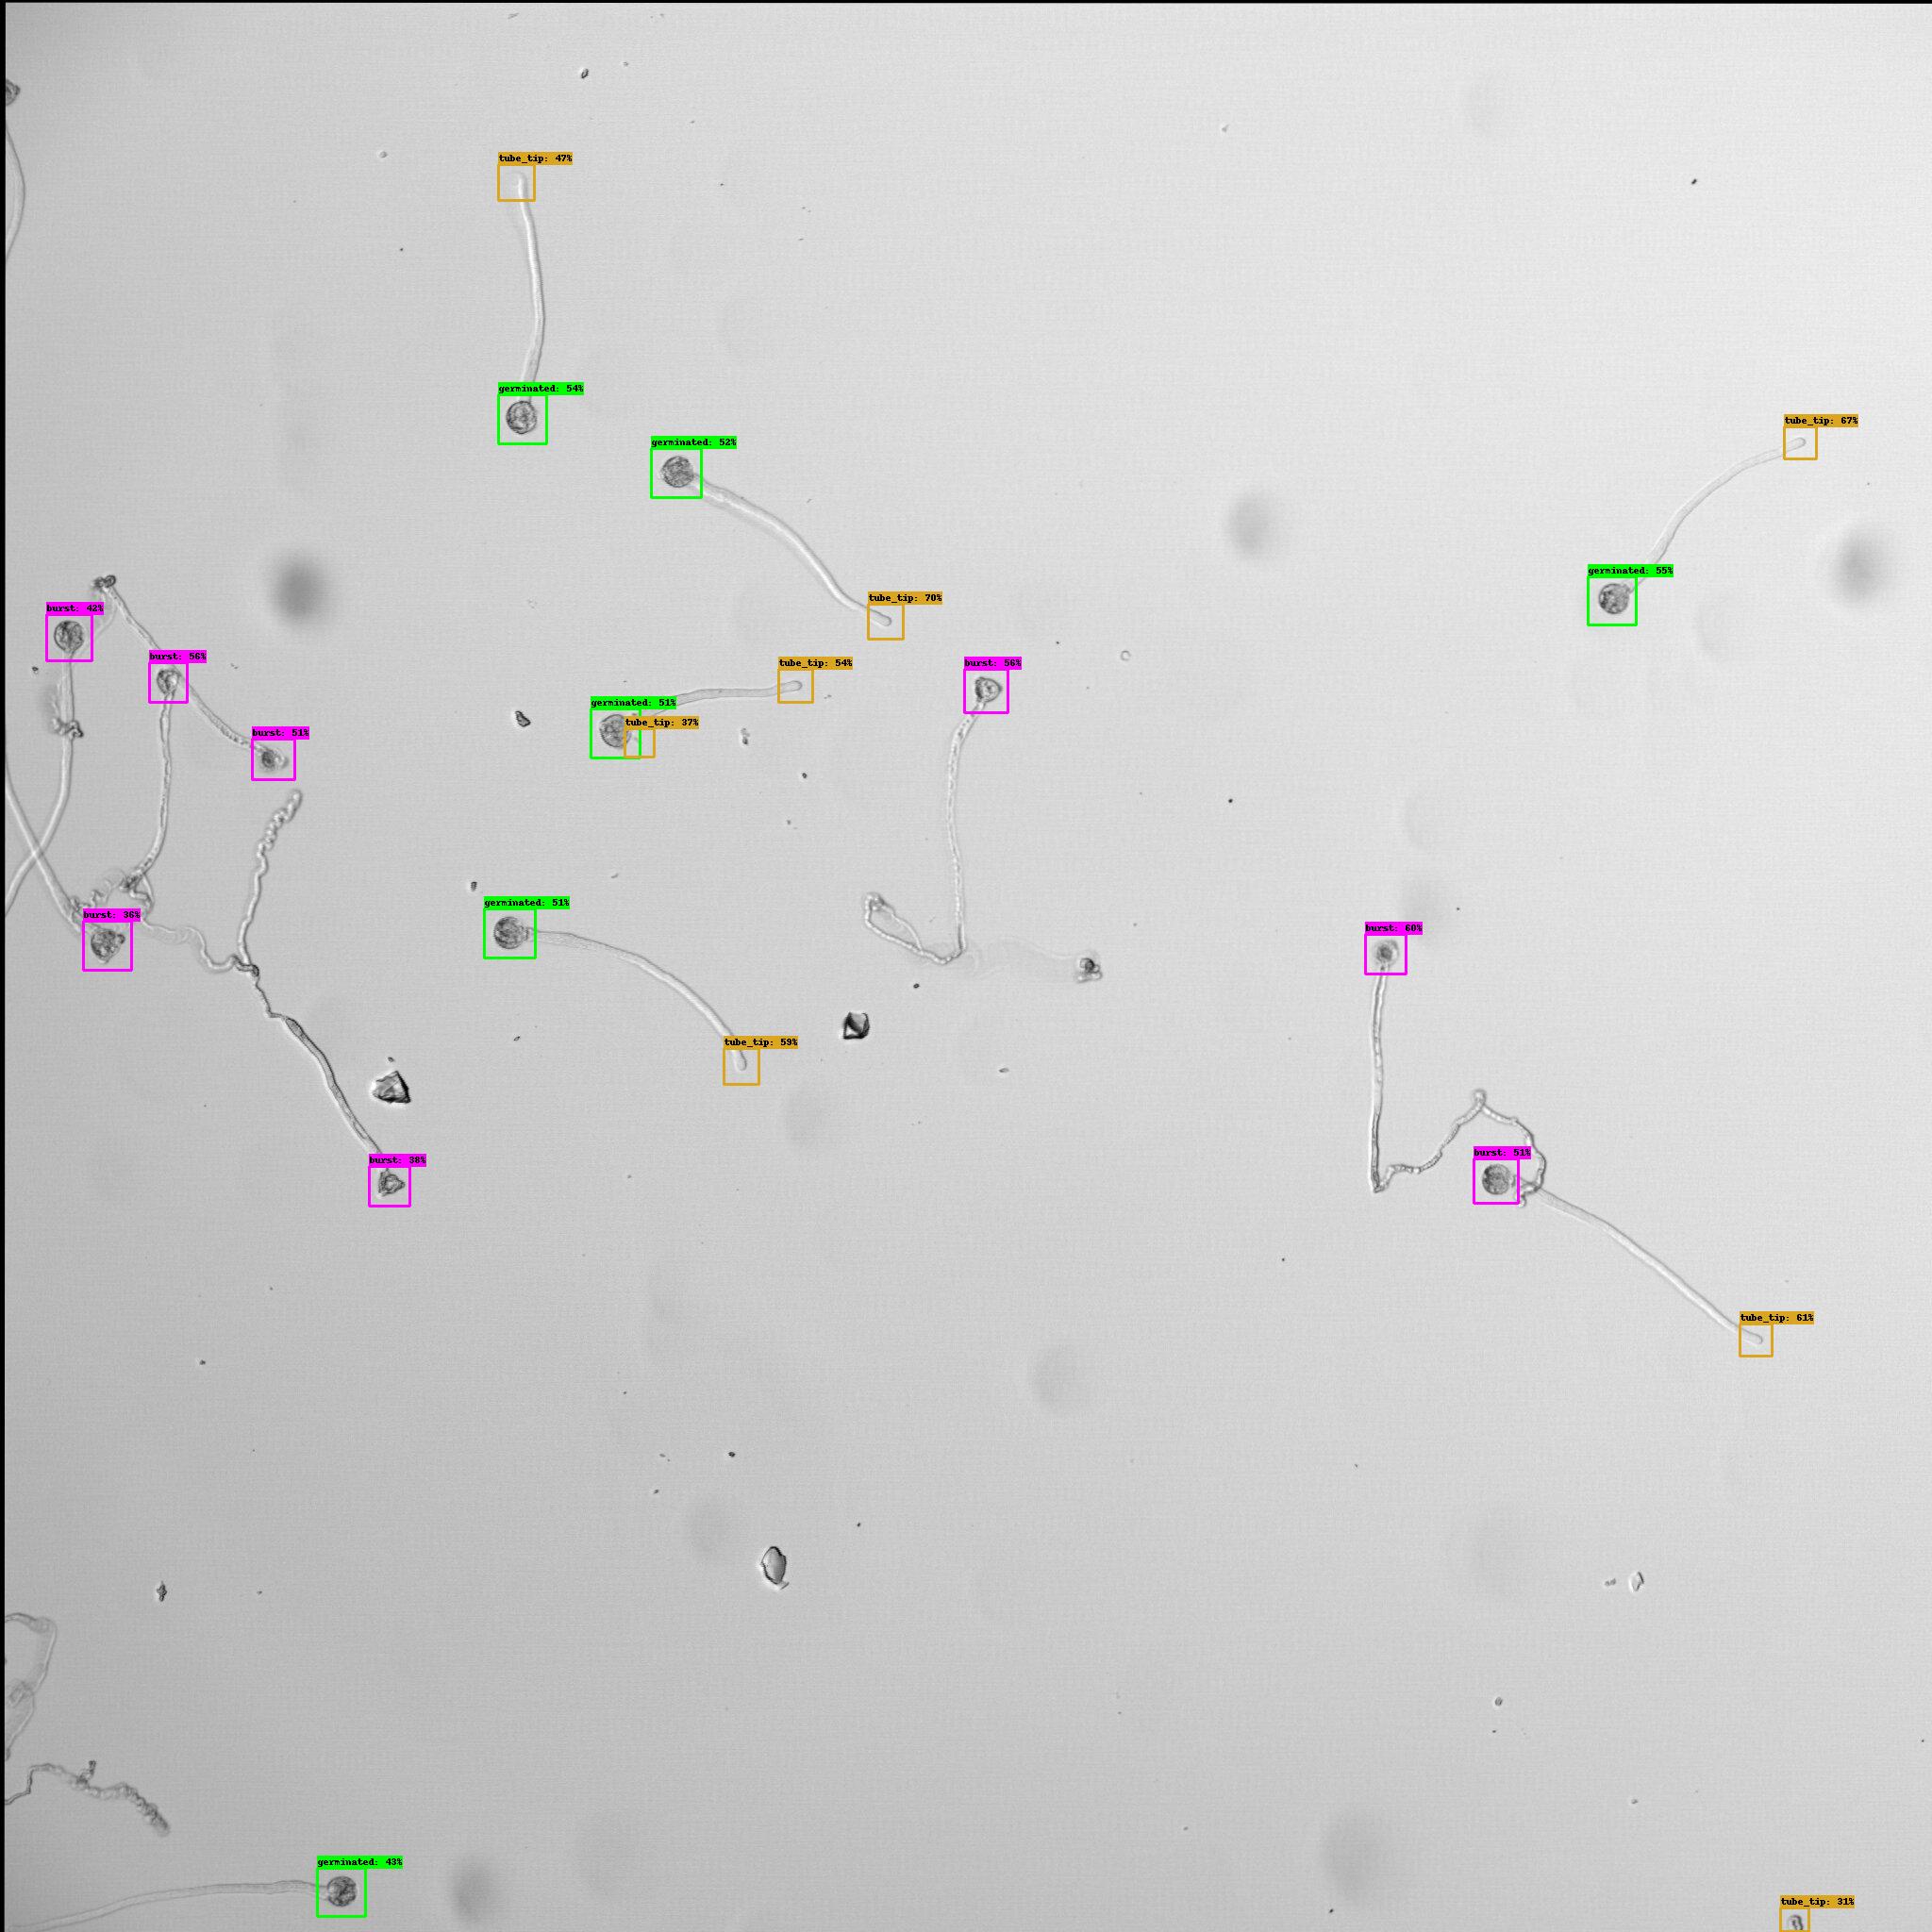 tube_tip: 47%
germinated: 54%
germinated: 52%
tube_tip: 67%
germinated: 55%
tube_tip: 70%
burst: 42%
burst: 56%
tube_tip: 54%
burst: 56%
germinated: 51%
tube_tip: 37%
burst: 51%
germinated: 51%
burst: 36%
burst: 60%
tube_tip: 59%
burst: 51%
burst: 38%
tube_tip: 61%
germinated: 43%
tube_tip: 31%